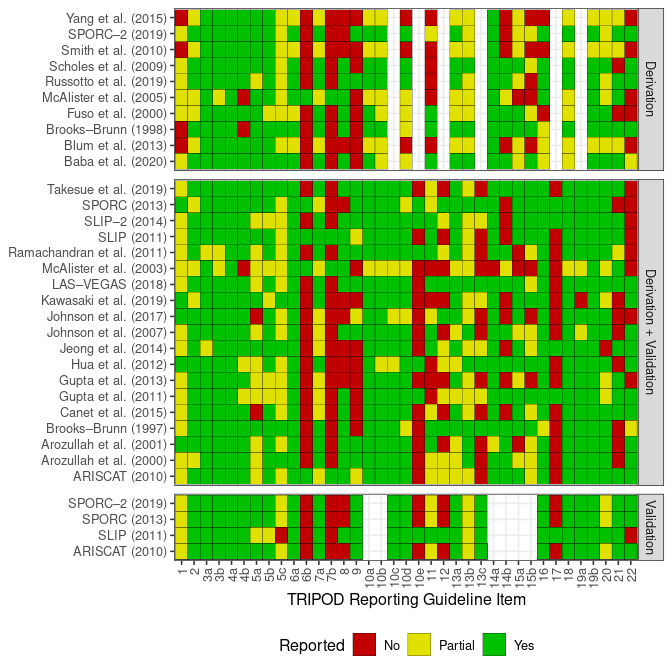 Yang et al. (2015)
SPORC–2 (2019)
Smith et al. (2010)
Scholes et al. (2009)
Russotto et al. (2019)
McAlister et al. (2005)
Fuso et al. (2000)
Brooks–Brunn (1998)
Blum et al. (2013)
Baba et al. (2020)
Derivation
Takesue et al. (2019)
SPORC (2013)
SLIP–2 (2014)
SLIP (2011)
Ramachandran et al. (2011)
McAlister et al. (2003)
LAS–VEGAS (2018)
Kawasaki et al. (2019)
Johnson et al. (2017)
Johnson et al. (2007)
Jeong et al. (2014)
Hua et al. (2012)
Gupta et al. (2013)
Gupta et al. (2011)
Canet et al. (2015)
Brooks–Brunn (1997)
Arozullah et al. (2001)
Arozullah et al. (2000)
ARISCAT (2010)
Derivation + Validation
SPORC–2 (2019)
SPORC (2013)
SLIP (2011)
ARISCAT (2010)
Validation
1 2 3a 3b 4a 4b 5a 5b 5c 6a 6b 7a 7b 8 9 10a 10b 10c 10d 10e 11 12 13a 13b 13c 14a 14b 15a 15b 16 17 18 19a 19b 20 21 22
TRIPOD Reporting Guideline Item
Reported No Partial Yes